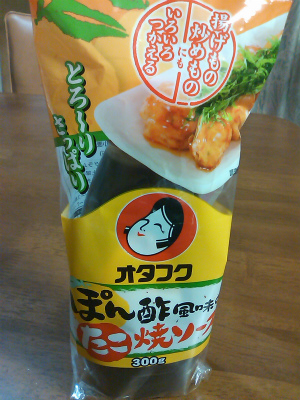 揚げもの
炒めもの
にも
いろいろ
つかえる
とろ〜り
さっぱり
オタフク
ぽん酢風味の
たこ焼ソース
300g